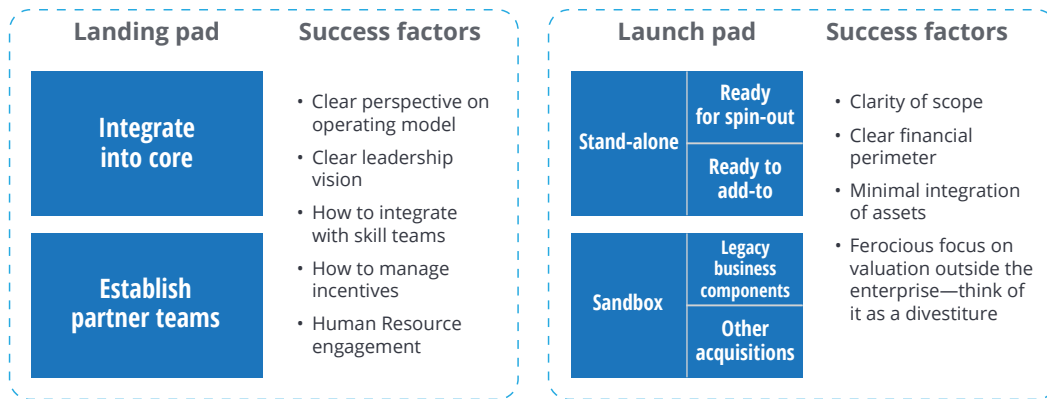 Landing pad
Success factors
Integrate
into core
Establish
partner teams
• Clear perspective on
operating model
• Clear leadership
vision
• How to integrate
with skill teams
• How to manage
incentives
• Human Resource
engagement
Launch pad
Success factors
Stand-alone
Ready
for spin-out
Ready to
add-to
Sandbox
Legacy
business
components
Other
acquisitions
• Clarity of scope
• Clear financial
perimeter
• Minimal integration
of assets
• Ferocious focus on
valuation outside the
enterprise—think of
it as a divestiture